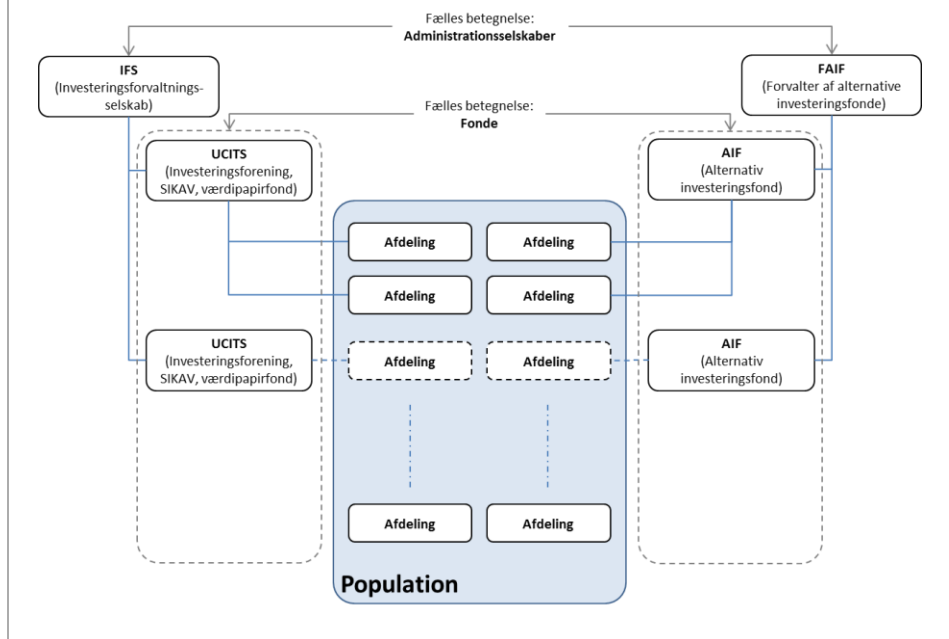 Fælles betegnelse:
Administrationsselskaber
IFS
(Investeringsforvaltnings-
selskab)
FAIF
(Forvalter af alternative
investeringsfonde)
Fælles betegnelse:
Fonde
UCITS
(Investeringsforening,
SIKAV, værdipapirfond)
AIF
(Alternativ
investeringsfond)
Afdeling
Afdeling
Afdeling
Afdeling
UCITS
(Investeringsforening,
SIKAV, værdipapirfond)
Afdeling
Afdeling
AIF
(Alternativ
investeringsfond)
Afdeling
Afdeling
Population